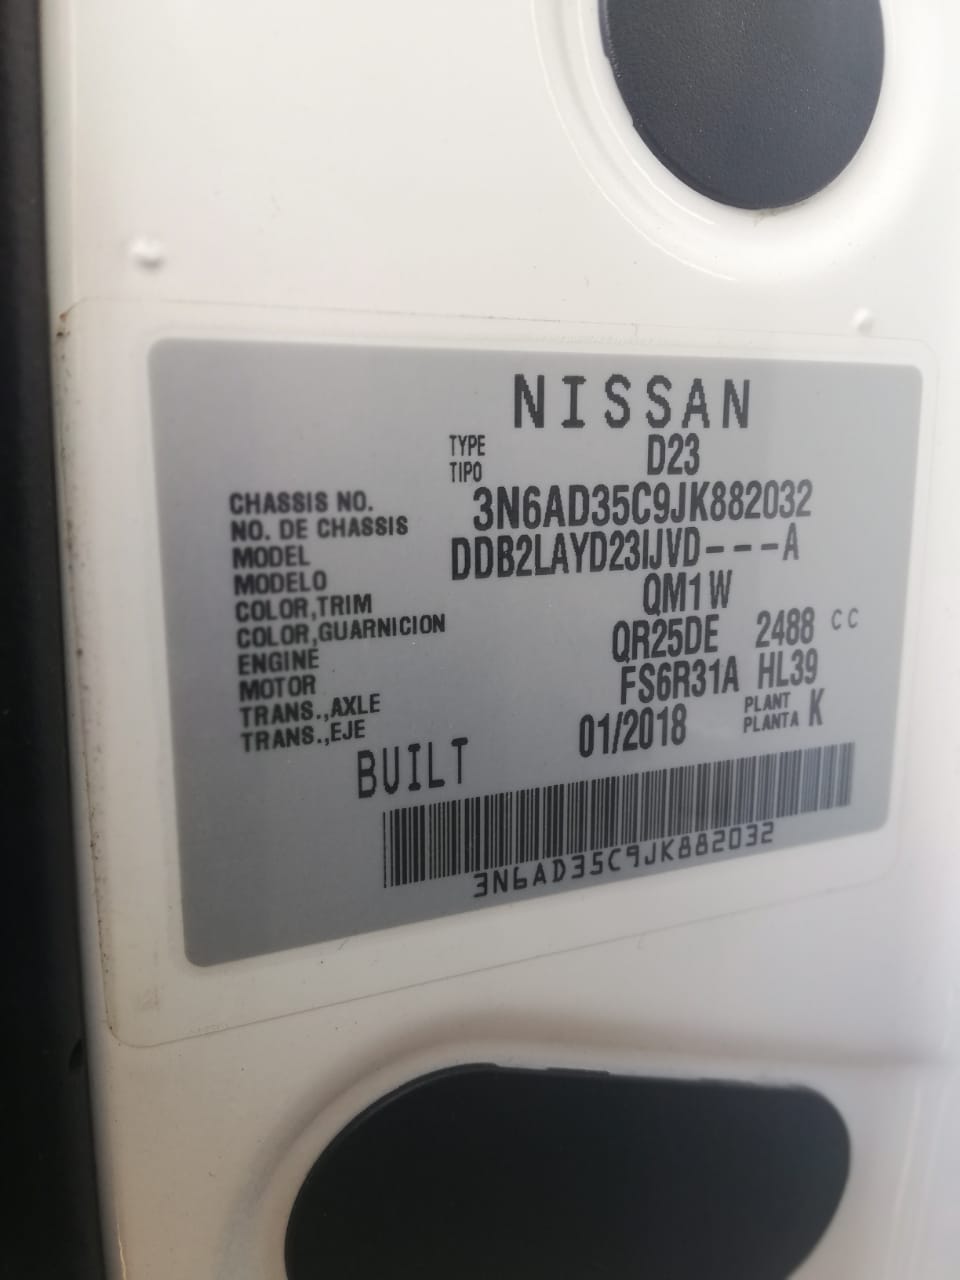 NISSAN
TYPE
TIPO D23
CHASSIS NO.
NO. DE CHASSIS 3N6AD35C9JK882032
MODEL
MODELO DDB2LAYD23IJVD---A
COLOR,TRIM
COLOR,GUARNICION QM1W
ENGINE
MOTOR QR25DE 2488 CC
TRANS.,AXLE
TRANS.,EJE FS6R31A HL39
BUILT 01/2018 PLANT
PLANTA K
3N6AD35C9JK882032